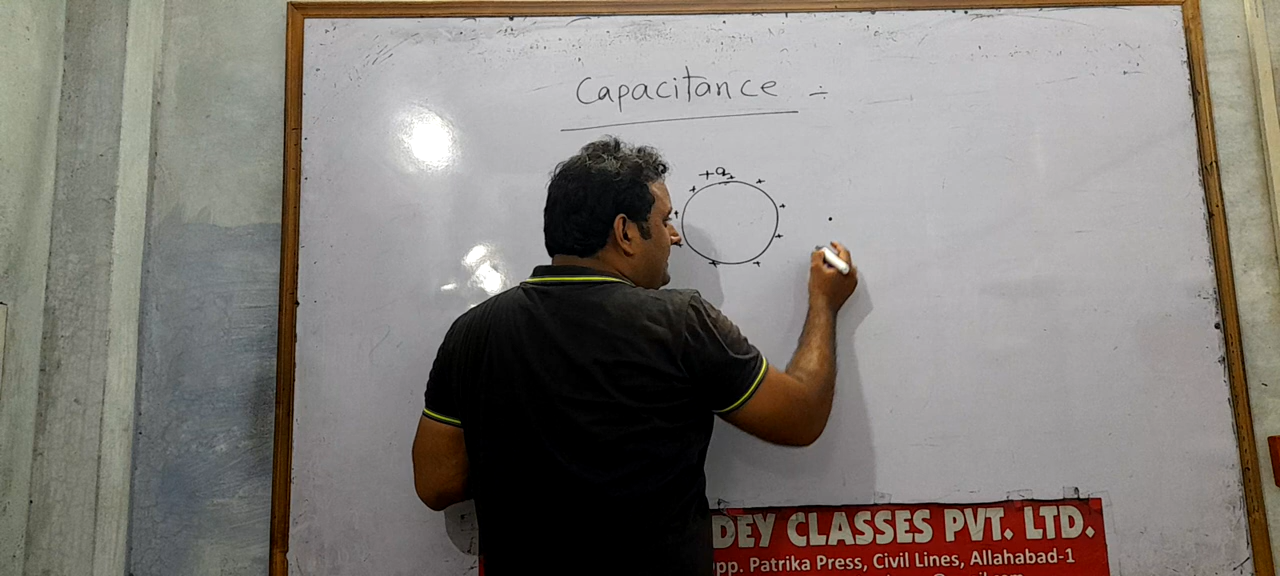 Capacitance ÷
+q
+ + + + + + + + +
DEY CLASSES PVT. LTD.
pp. Patrika Press, Civil Lines, Allahabad-1